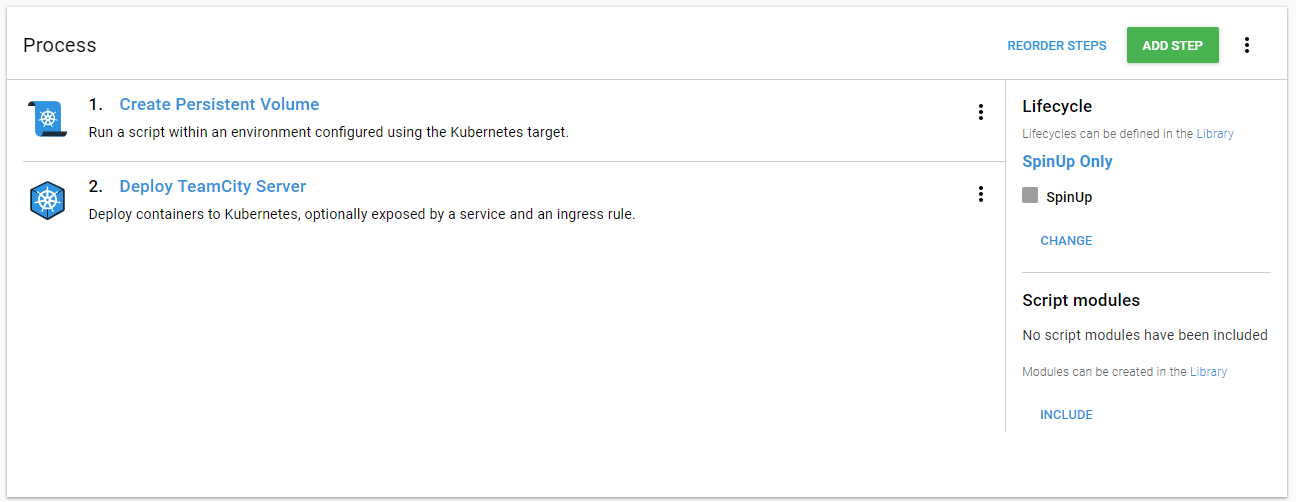 Process
REORDER STEPS
ADD STEP
1. Create Persistent Volume
Run a script within an environment configured using the Kubernetes target.
2. Deploy TeamCity Server
Deploy containers to Kubernetes, optionally exposed by a service and an ingress rule.
Lifecycle
Lifecycles can be defined in the Library
SpinUp Only
SpinUp
CHANGE
Script modules
No script modules have been included
Modules can be created in the Library
INCLUDE